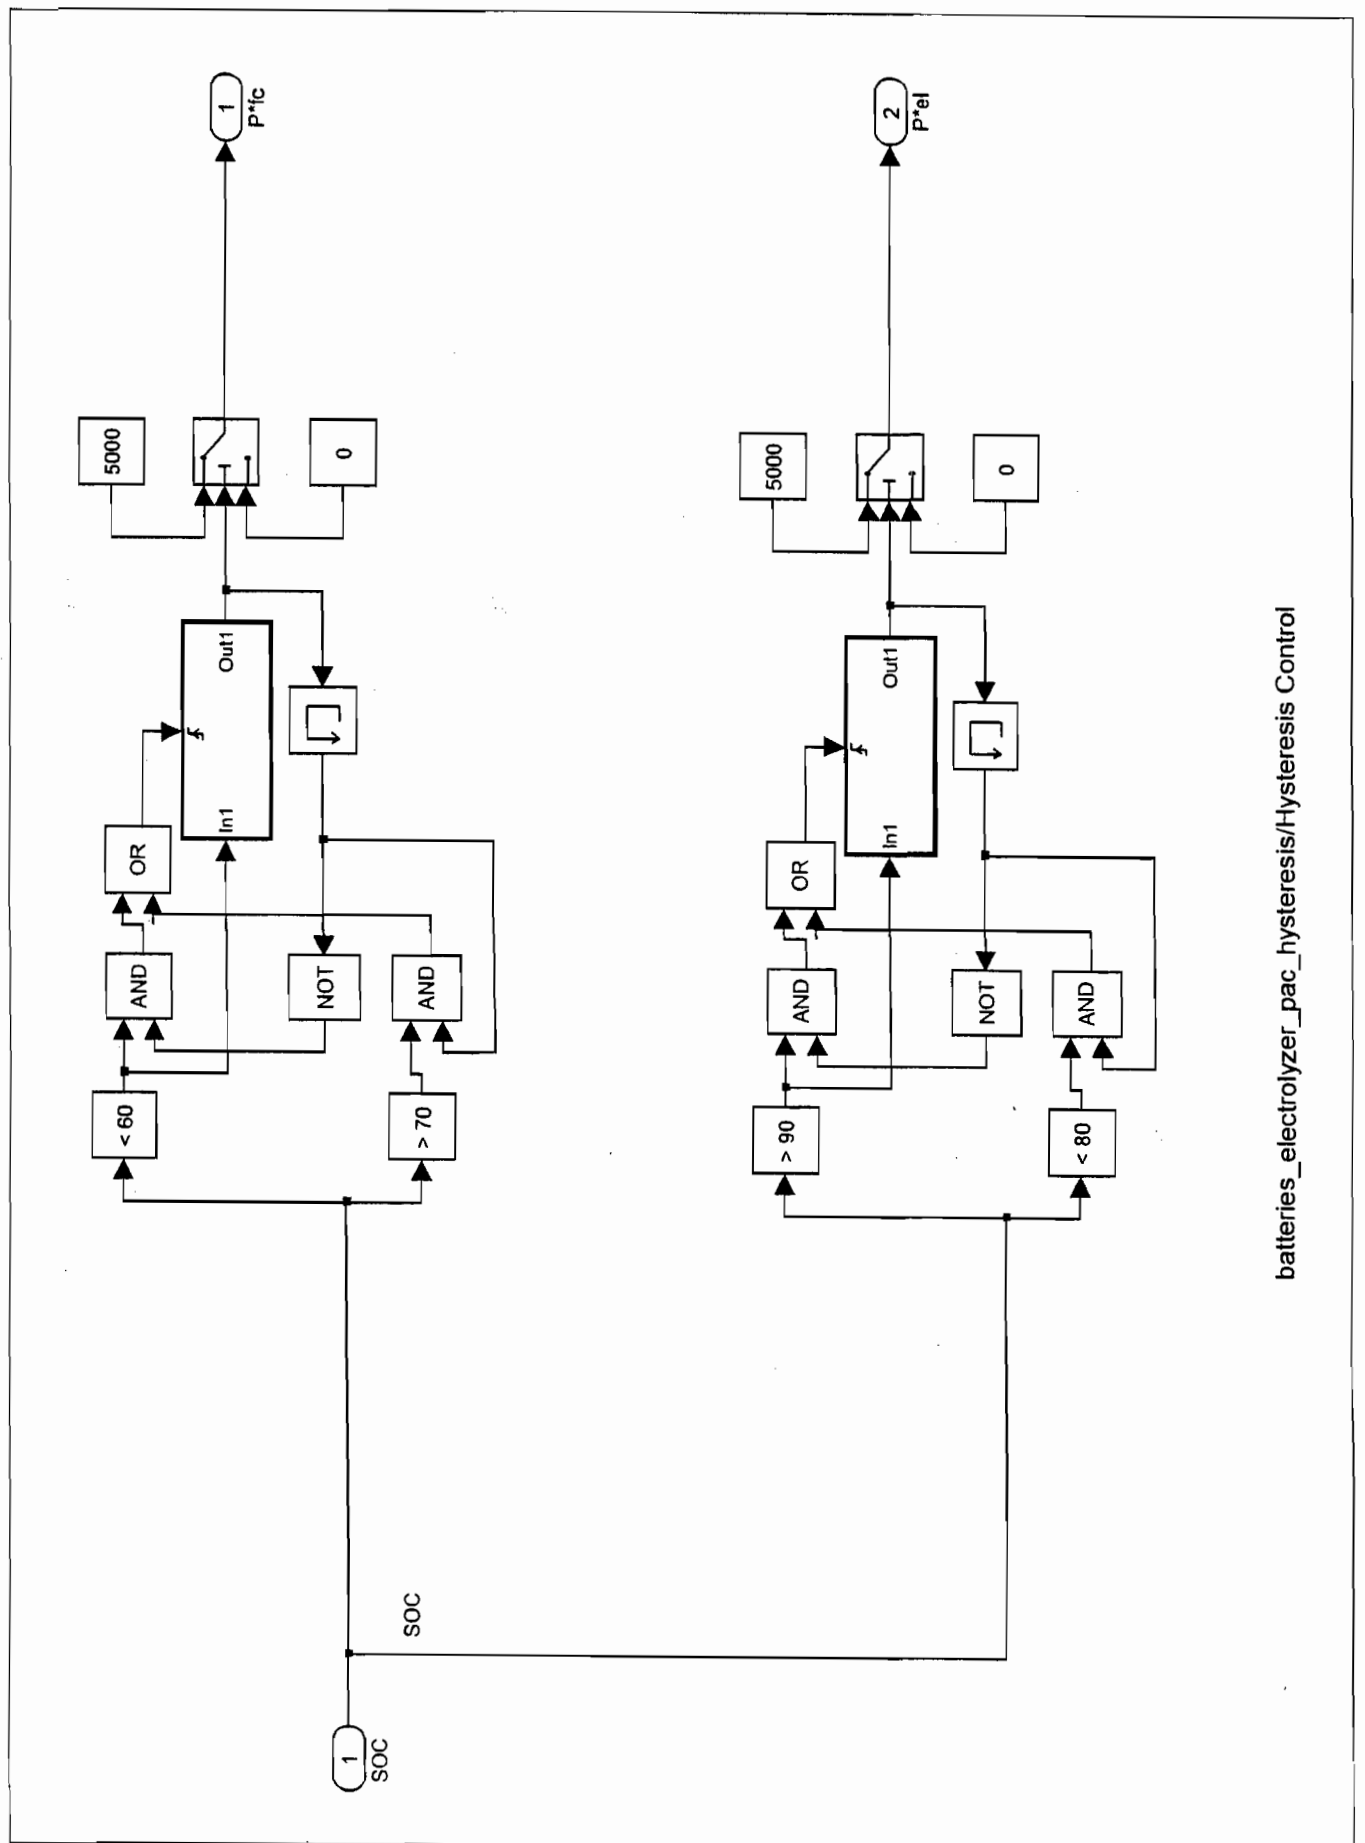 1
SOC
SOC
< 60
> 70
AND
NOT
AND
OR
In1
Out1
5000
0
1
P*fc
> 90
< 80
AND
NOT
AND
OR
In1
Out1
5000
0
2
P*el
batteries_electrolyzer_pac_hysteresis/Hysteresis Control